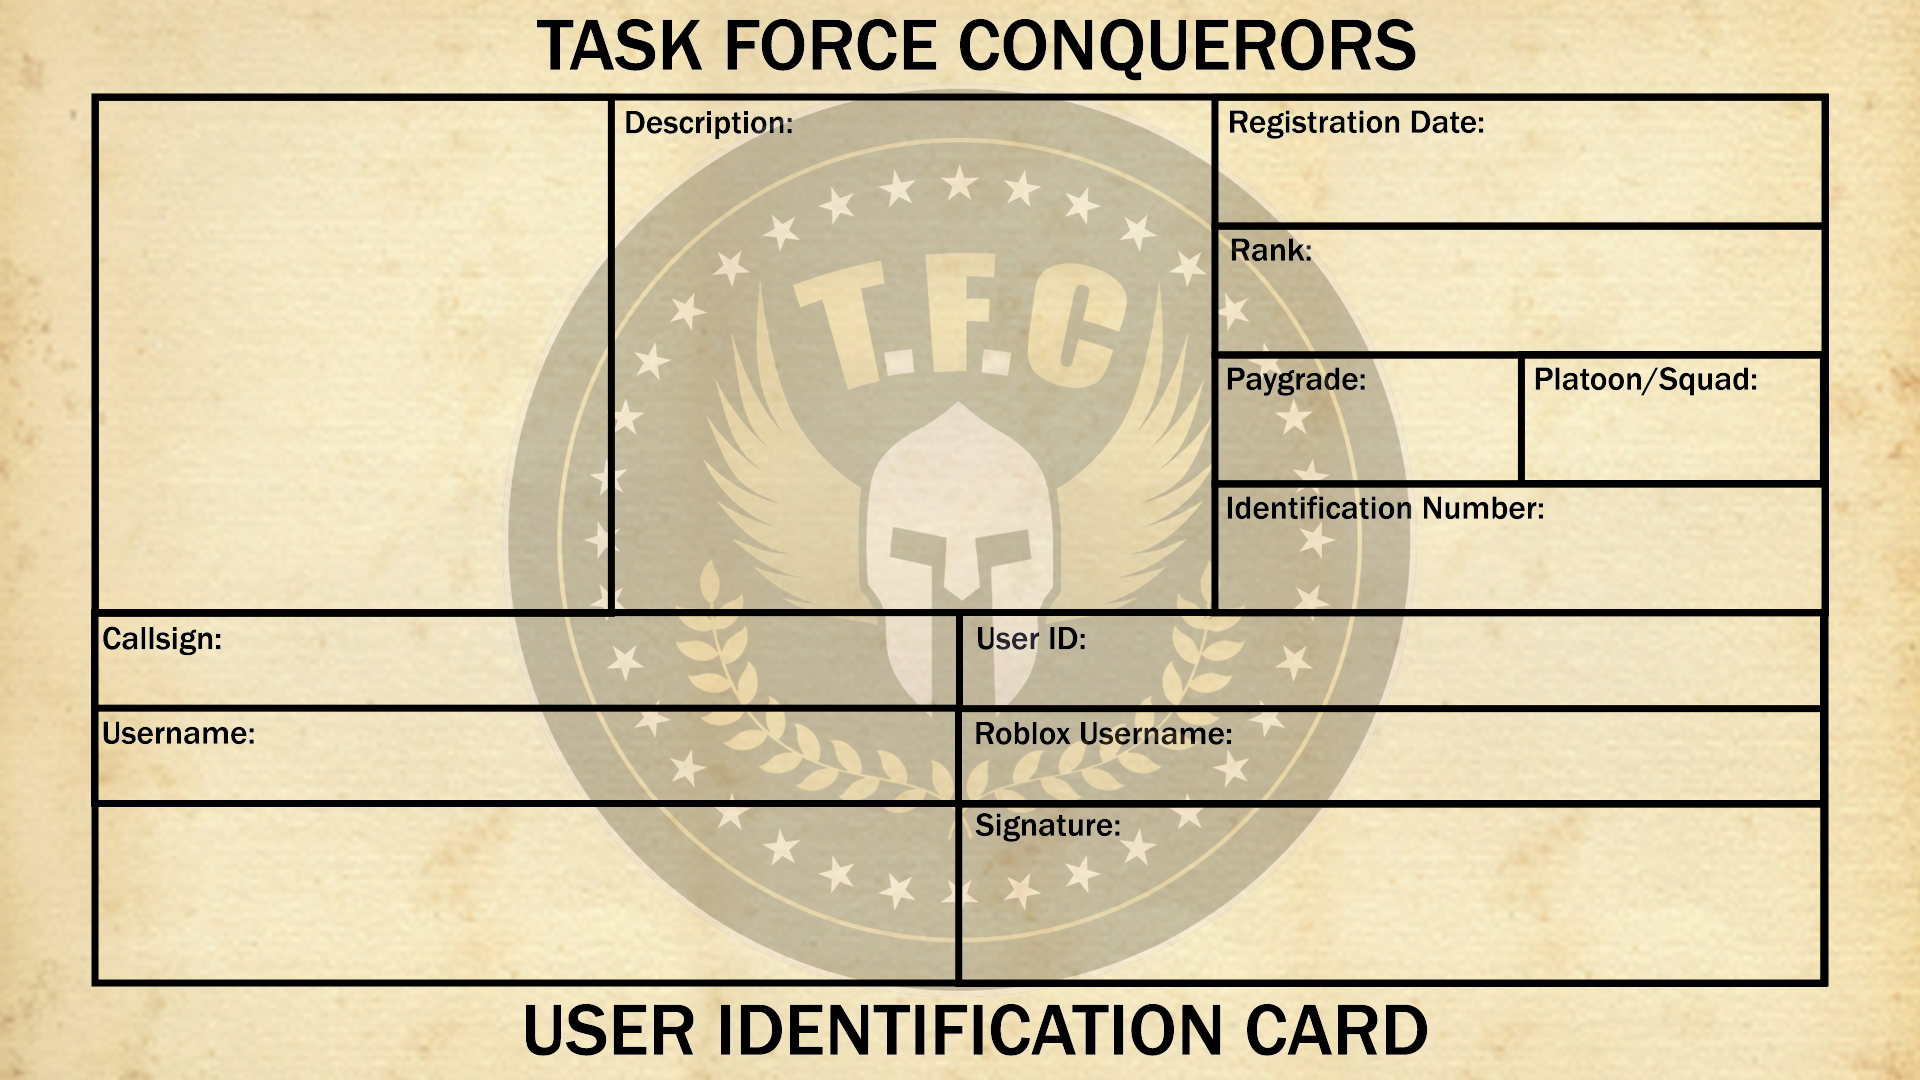 TASK FORCE CONQUERORS
Description:
Registration Date:
Rank:
T.F.C
Paygrade:
Platoon/Squad:
Identification Number:
Callsign:
User ID:
Username:
Roblox Username:
Signature:
USER IDENTIFICATION CARD